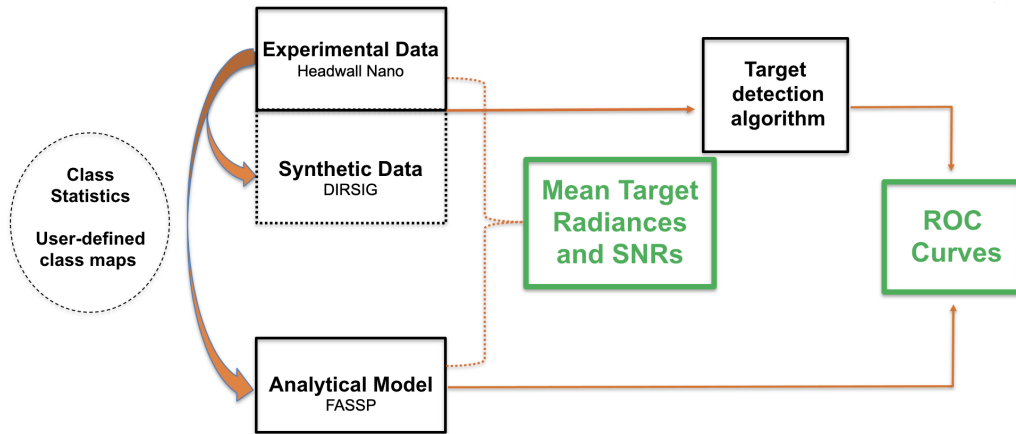 Experimental Data
Headwall Nano
Target
detection
algorithm
Synthetic Data
DIRSIG
Class
Statistics
User-defined
class maps
Mean Target
Radiances
and SNRs
ROC
Curves
Analytical Model
FASSP